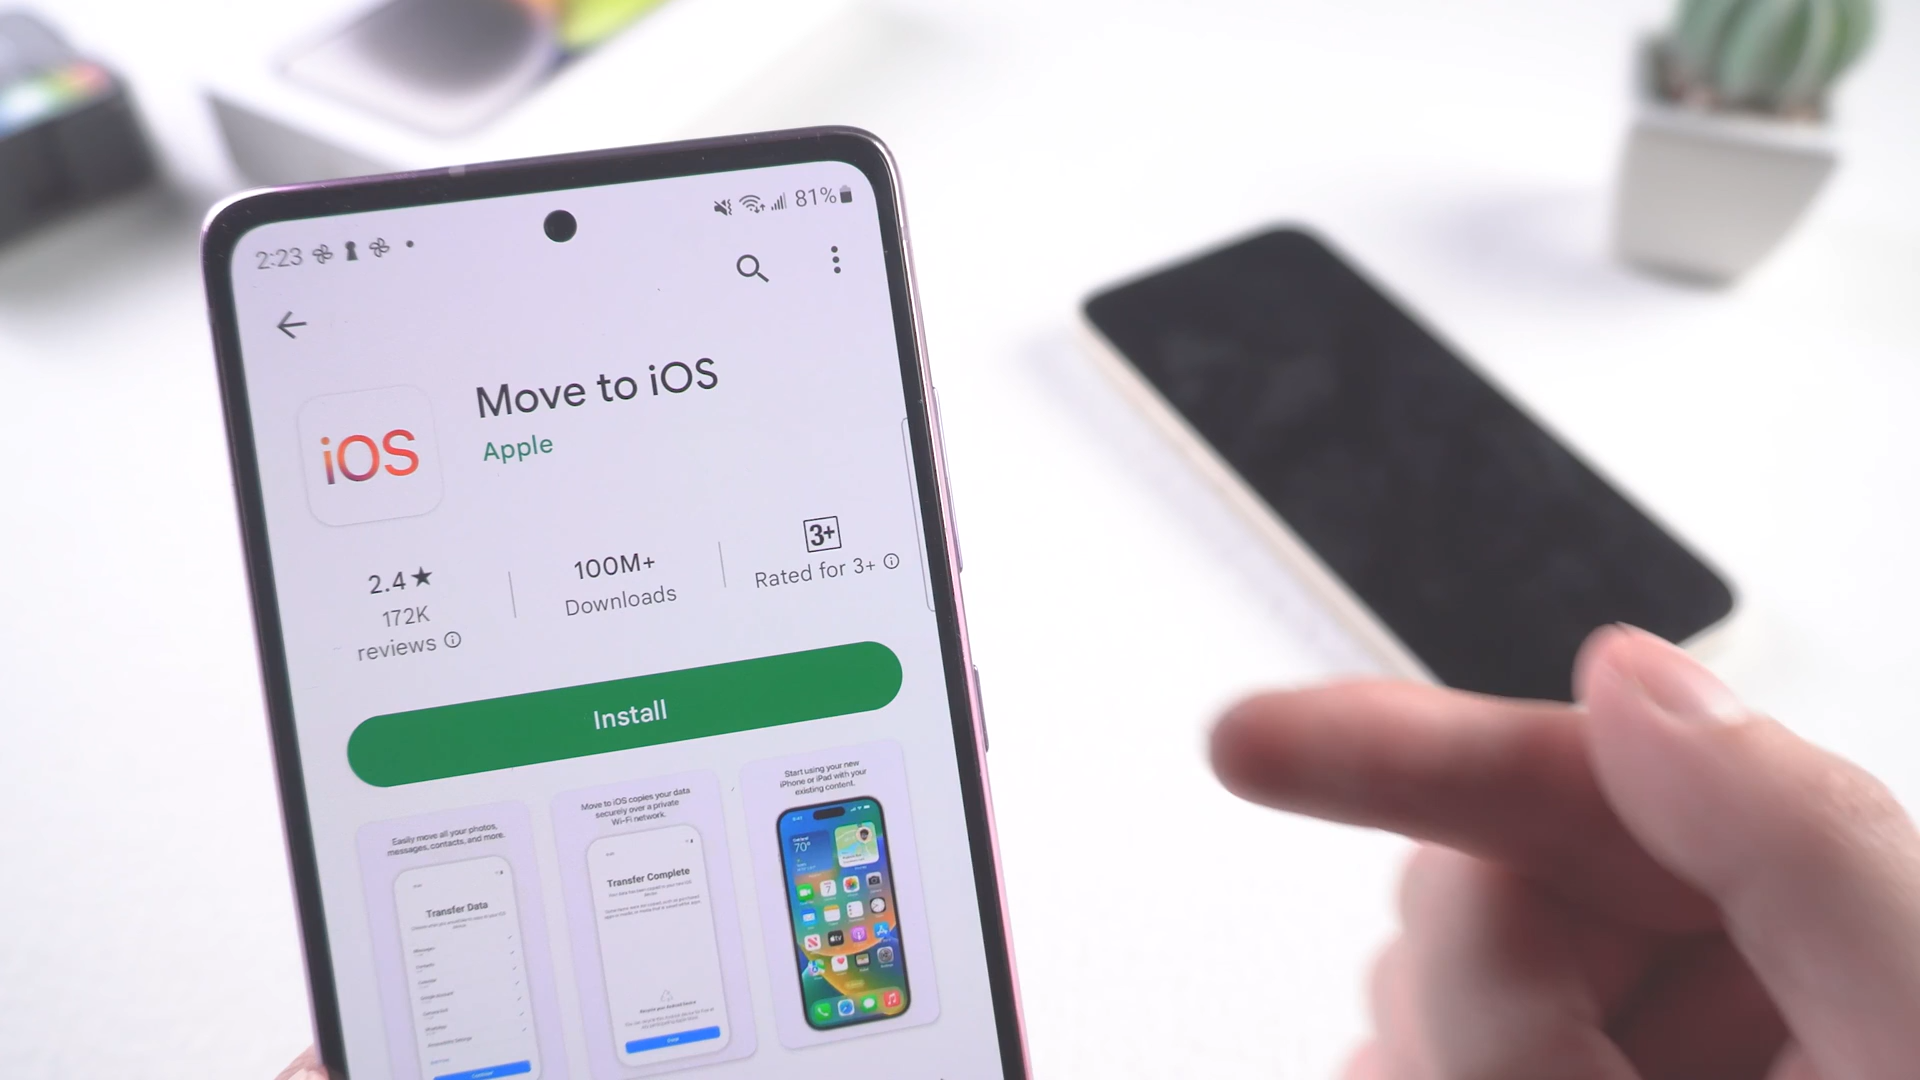 2:23
81%
Move to iOS
Apple
iOS
2.4★
172K
reviews
100M+
Downloads
3+
Rated for 3+
Install
Easily move all your photos,
messages, contacts, and more.
Transfer Data
Move to iOS copies your data
securely over a private
Wi-Fi network.
Transfer Complete
Start using your new
iPhone or iPad with your
existing content.
70°